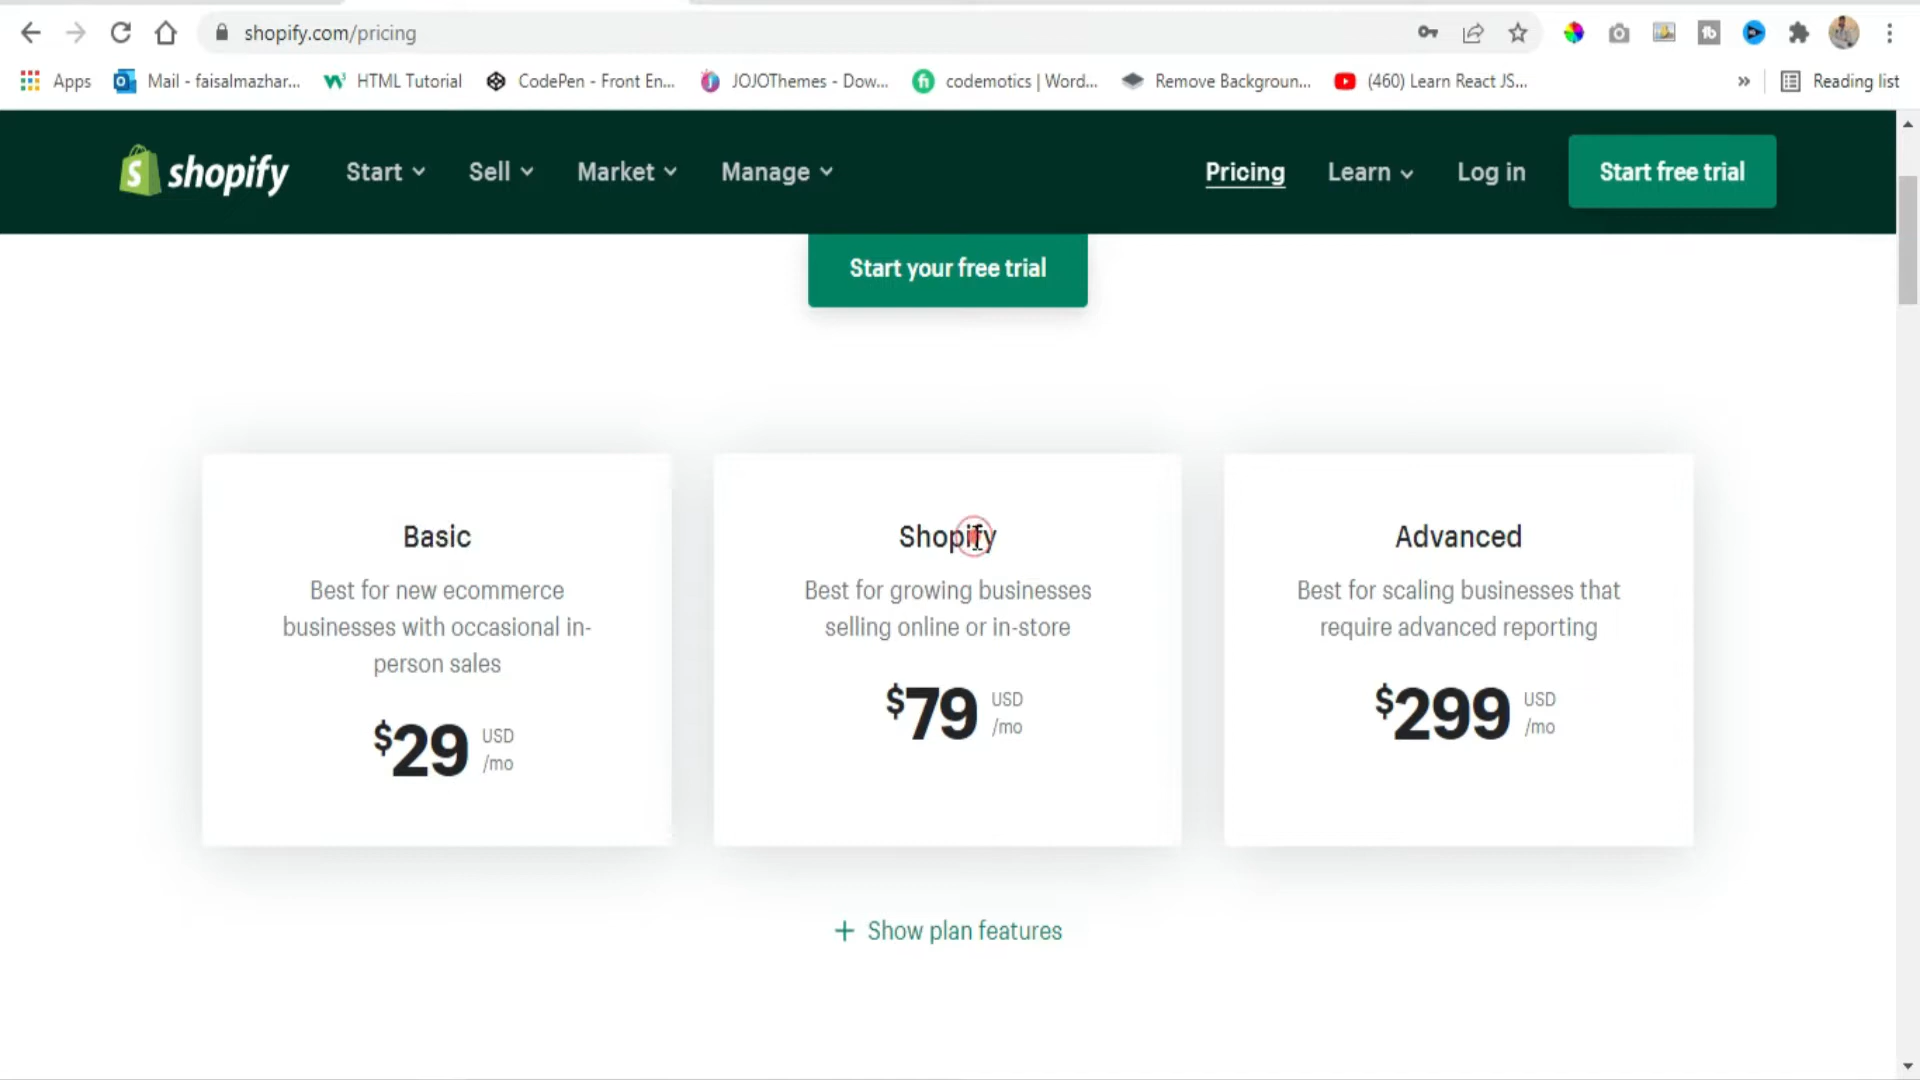 shopify.com/pricing
Apps Mail - faisalmazhar... HTML Tutorial CodePen - Front En... JOJOThemes - Dow... codemotics | Word... Remove Backgroun... (460) Learn React JS... » Reading list
shopify Start Sell Market Manage Pricing Learn Log in Start free trial
Start your free trial
Basic
Best for new ecommerce
businesses with occasional in-
person sales
$29 USD
/mo
Shopify
Best for growing businesses
selling online or in-store
$79 USD
/mo
Advanced
Best for scaling businesses that
require advanced reporting
$299 USD
/mo
+ Show plan features